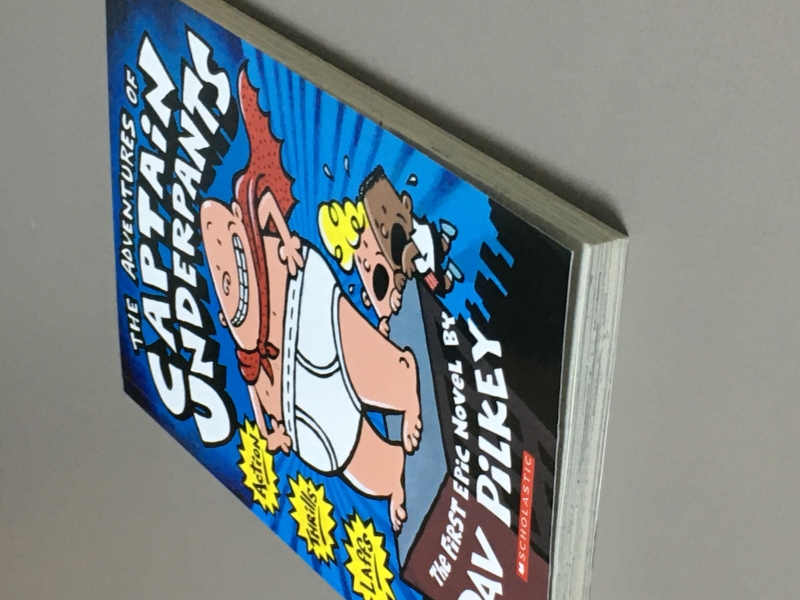 THE ADVENTURES OF
CAPTAIN
UNDERPANTS
ACTION
THRILLS
LAFFS
THE FIRST EPIC NOVEL BY
DAV PILKEY
SCHOLASTIC